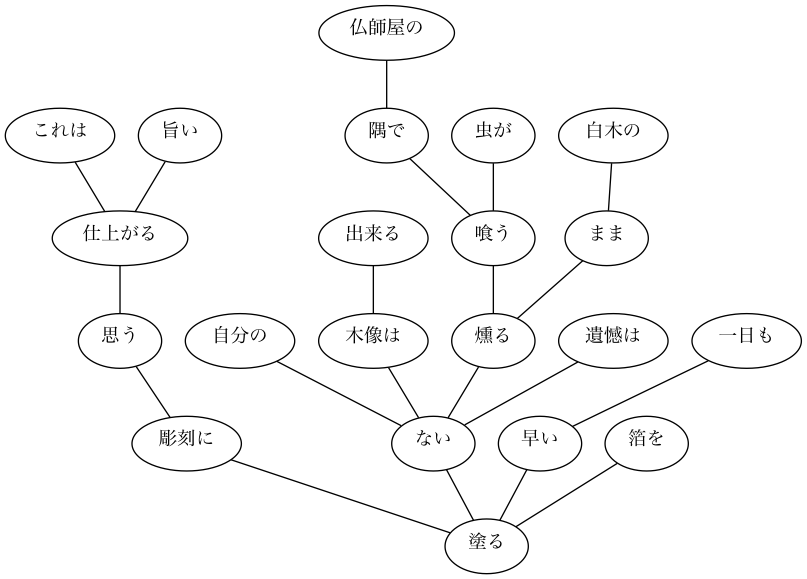 仏師屋の
これは
旨い
隅で
虫が
白木の
仕上がる
出来る
喰う
まま
思う
自分の
木像は
燻る
遺憾は
一日も
彫刻に
ない
早い
箔を
塗る